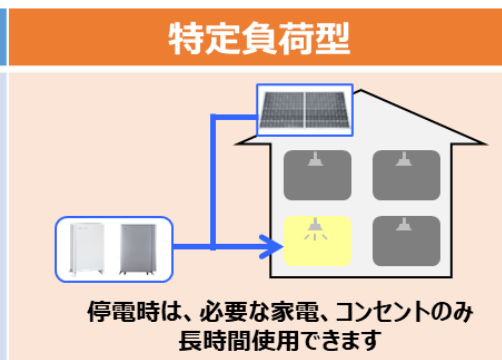 特定負荷型
停電時は、必要な家電、コンセントのみ
長時間使用できます